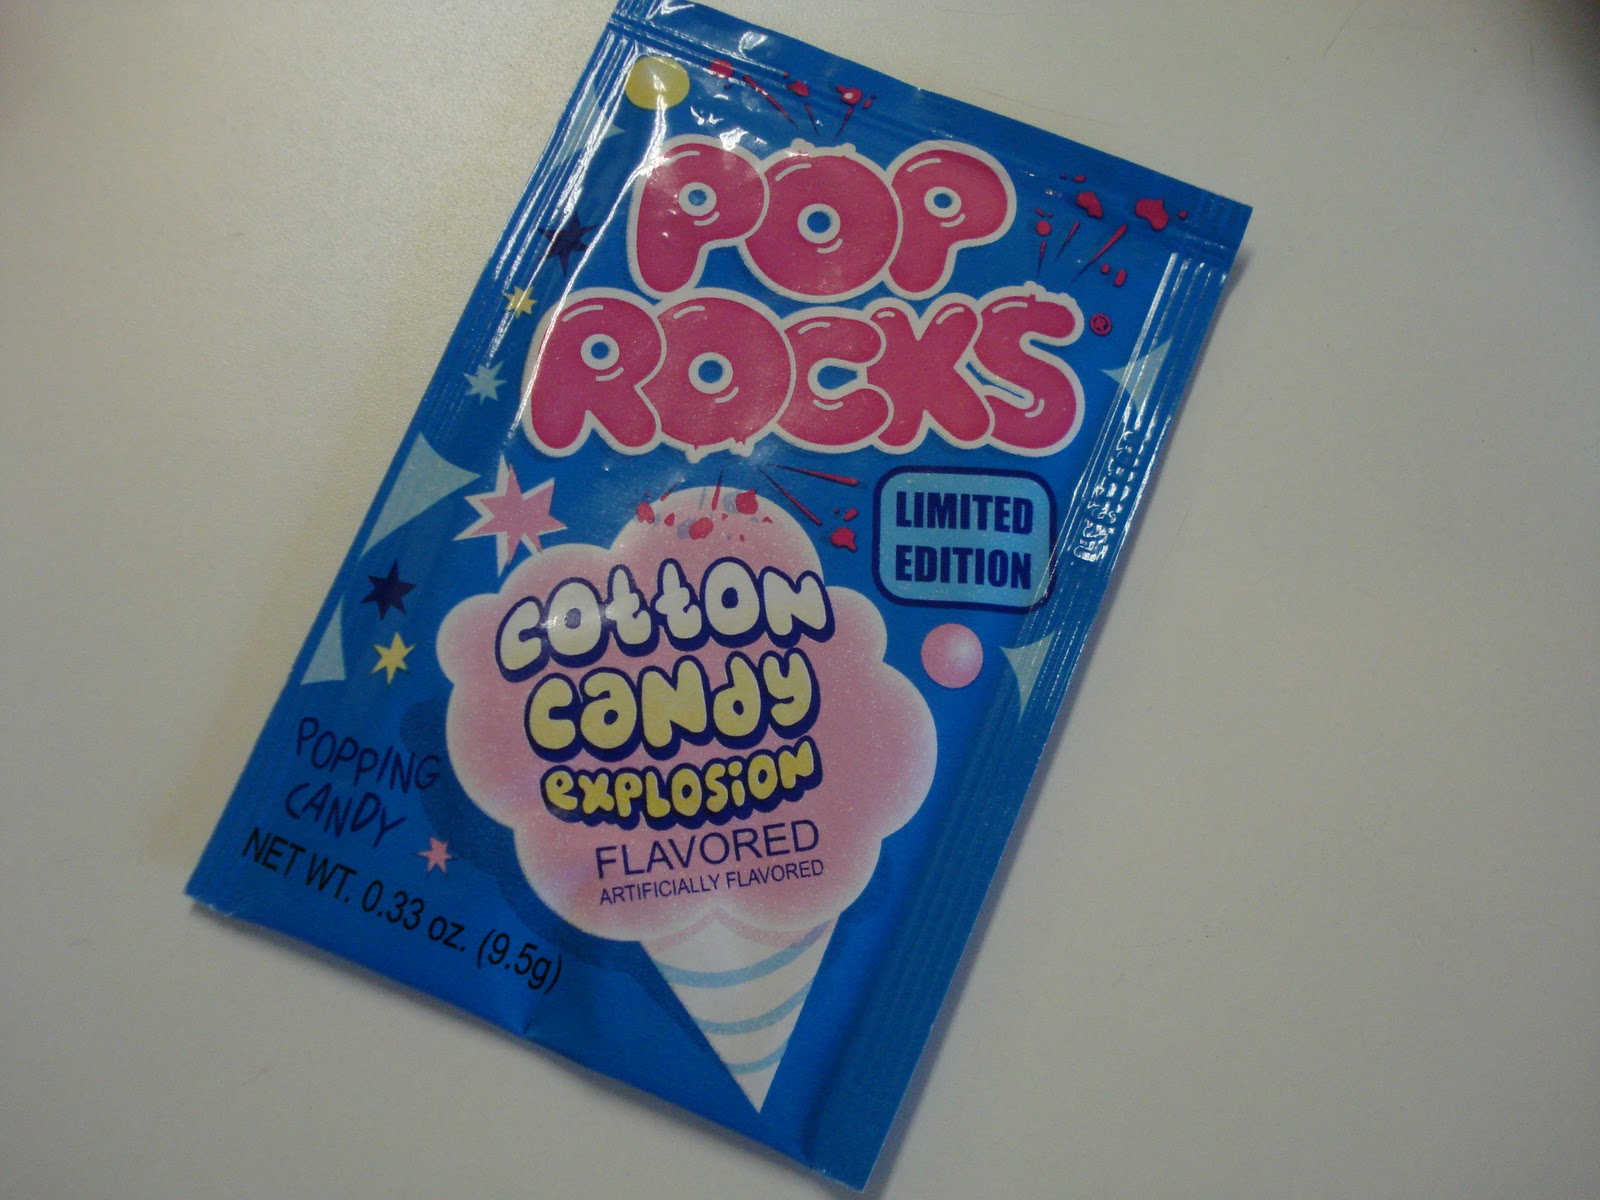 POP
ROCKS®
LIMITED
EDITION
cotton
candy
explosion
FLAVORED
ARTIFICIALLY FLAVORED
POPPING
CANDY
NET WT. 0.33 oz. (9.5g)